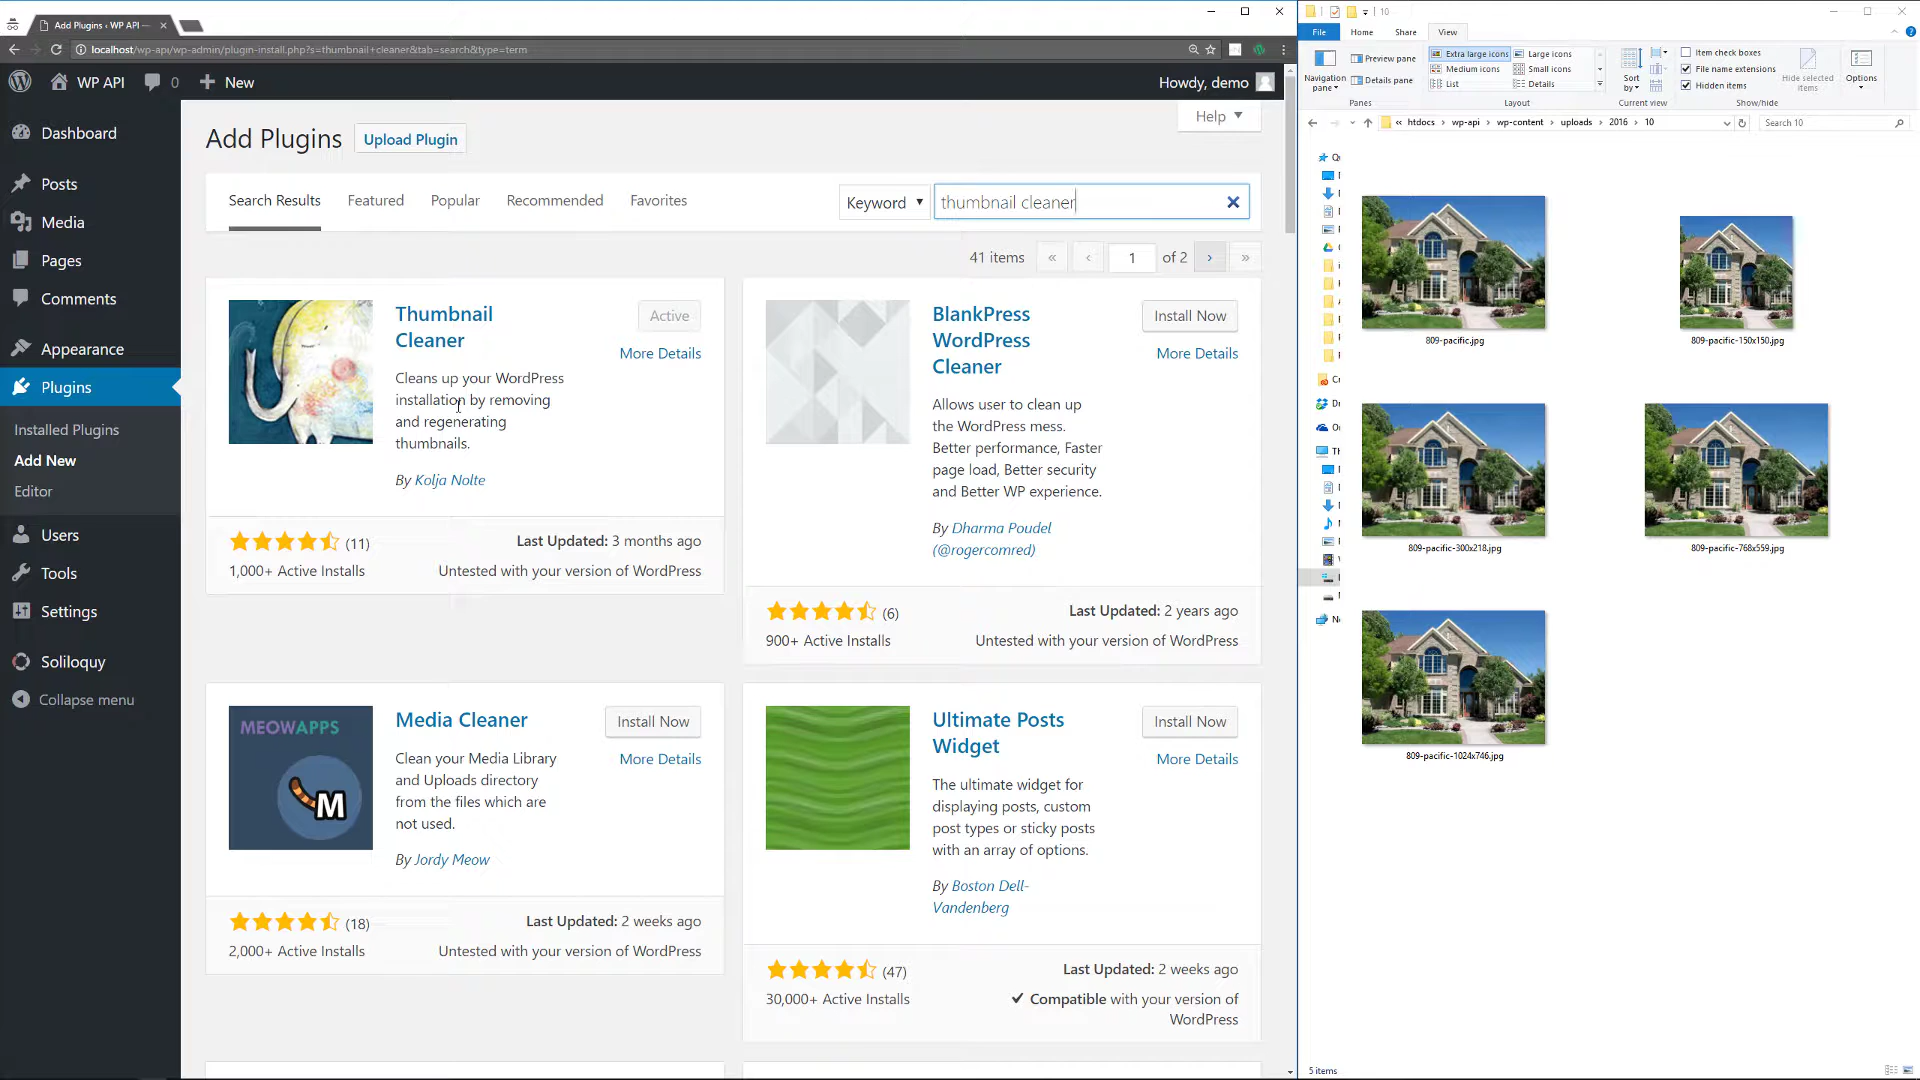 Add Plugins ‹ WP API —
localhost/wp-api/wp-admin/plugin-install.php?s=thumbnail+cleaner&tab=search&type=term
WP API
0
New
Howdy, demo
Dashboard
Posts
Media
Pages
Comments
Appearance
Plugins
Installed Plugins
Add New
Editor
Users
Tools
Settings
Soliloquy
Collapse menu
Help
Add Plugins
Upload Plugin
Search Results
Featured
Popular
Recommended
Favorites
Keyword
thumbnail cleaner
41 items
«
‹
1
of 2
›
»
Thumbnail
Cleaner
Active
More Details
Cleans up your WordPress
installation by removing
and regenerating
thumbnails.
By Kolja Nolte
(11)
Last Updated: 3 months ago
1,000+ Active Installs
Untested with your version of WordPress
BlankPress
WordPress
Cleaner
Install Now
More Details
Allows user to clean up
the WordPress mess.
Better performance, Faster
page load, Better security
and Better WP experience.
By Dharma Poudel
(@rogercomred)
(6)
Last Updated: 2 years ago
900+ Active Installs
Untested with your version of WordPress
MEOWAPPS
M
Media Cleaner
Install Now
More Details
Clean your Media Library
and Uploads directory
from the files which are
not used.
By Jordy Meow
(18)
Last Updated: 2 weeks ago
2,000+ Active Installs
Untested with your version of WordPress
Ultimate Posts
Widget
Install Now
More Details
The ultimate widget for
displaying posts, custom
post types or sticky posts
with an array of options.
By Boston Dell-
Vandenberg
(47)
Last Updated: 2 weeks ago
30,000+ Active Installs
Compatible with your version of
WordPress
10
File
Home
Share
View
Navigation
pane
Preview pane
Details pane
Panes
Extra large icons
Large icons
Medium icons
Small icons
List
Details
Layout
Sort
by
Current view
Item check boxes
File name extensions
Hidden items
Hide selected
items
Show/hide
Options
« htdocs › wp-api › wp-content › uploads › 2016 › 10
Search 10
809-pacific.jpg
809-pacific-150x150.jpg
809-pacific-300x218.jpg
809-pacific-768x559.jpg
809-pacific-1024x746.jpg
5 items